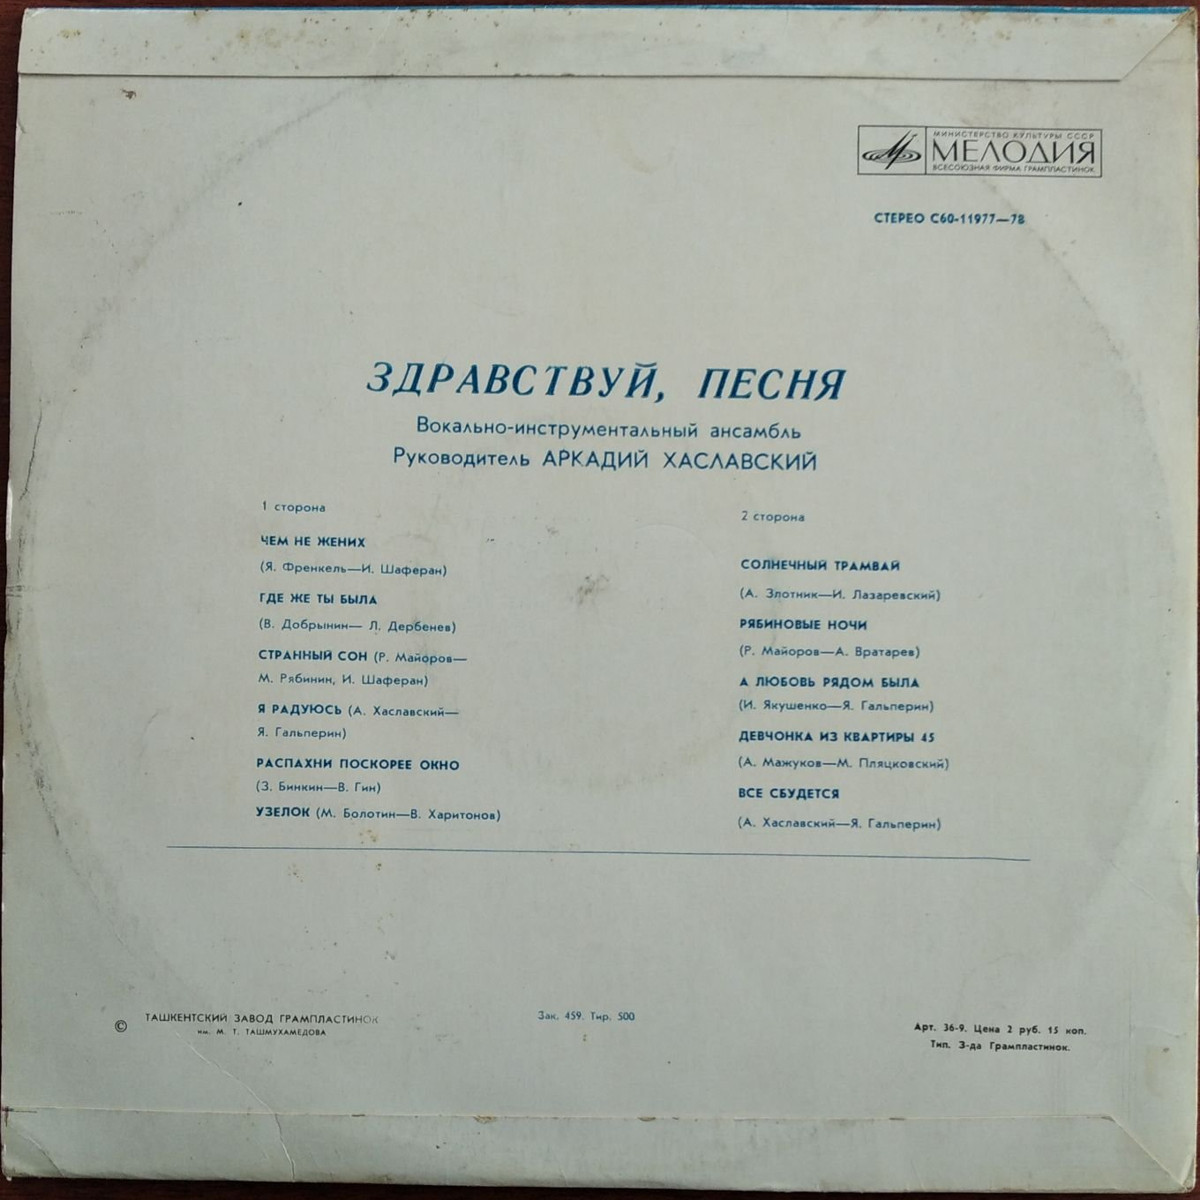 МИНИСТЕРСТВО КУЛЬТУРЫ СССР
МЕЛОДИЯ
ВСЕСОЮЗНАЯ ФИРМА ГРАМПЛАСТИНОК
СТЕРЕО С60-11977—78
ЗДРАВСТВУЙ, ПЕСНЯ
Вокально-инструментальный ансамбль
Руководитель АРКАДИЙ ХАСЛАВСКИЙ
1 сторона
ЧЕМ НЕ ЖЕНИХ
(Я. Френкель—И. Шаферан)
ГДЕ ЖЕ ТЫ БЫЛА
(В. Добрынин— Л. Дербенев)
СТРАННЫЙ СОН (Р. Майоров—
М. Рябинин, И. Шаферан)
Я РАДУЮСЬ (А. Хаславский—
Я. Гальперин)
РАСПАХНИ ПОСКОРЕЕ ОКНО
(З. Бинкин—В. Гин)
УЗЕЛОК (М. Болотин—В. Харитонов)
2 сторона
СОЛНЕЧНЫЙ ТРАМВАЙ
(А. Злотник—И. Лазаревский)
РЯБИНОВЫЕ НОЧИ
(Р. Майоров—А. Вратарев)
А ЛЮБОВЬ РЯДОМ БЫЛА
(И. Якушенко—Я. Гальперин)
ДЕВЧОНКА ИЗ КВАРТИРЫ 45
(А. Мажуков—М. Пляцковский)
ВСЕ СБУДЕТСЯ
(А. Хаславский—Я. Гальперин)
© ТАШКЕНТСКИЙ ЗАВОД ГРАМПЛАСТИНОК
им. М. Т. ТАШМУХАМЕДОВА
Зак. 459. Тир. 500
Арт. 36-9. Цена 2 руб. 15 коп.
Тип. З-да Грампластинок.